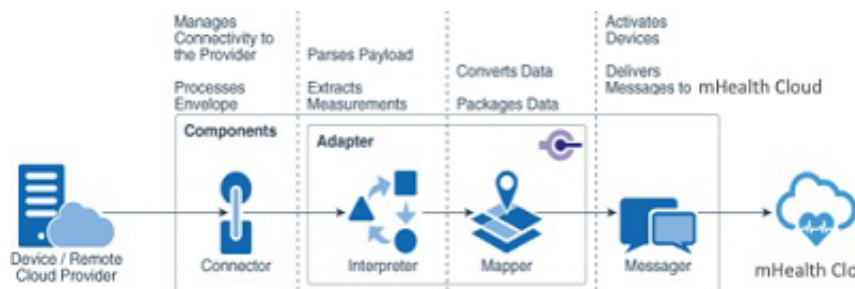 Manages
Connectivity to
the Provider
Processes
Envelope
Parses Payload
Extracts
Measurements
Converts Data
Packages Data
Activates
Devices
Delivers
Messages to mHealth Cloud
Components
Adapter
Device / Remote
Cloud Provider
Connector
Interpreter
Mapper
Messager
mHealth Clo